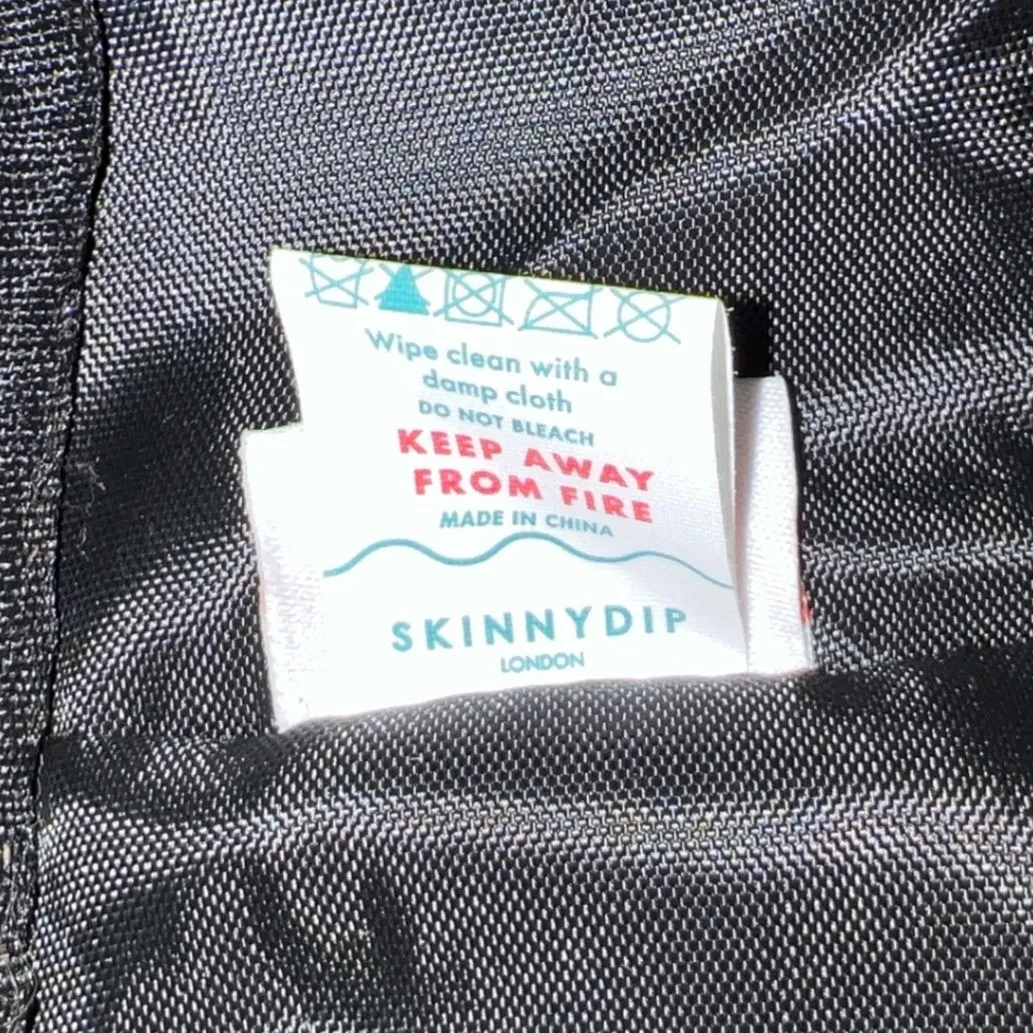 Wipe clean with a
damp cloth
DO NOT BLEACH
KEEP AWAY
FROM FIRE
MADE IN CHINA
SKINNYDIP
LONDON